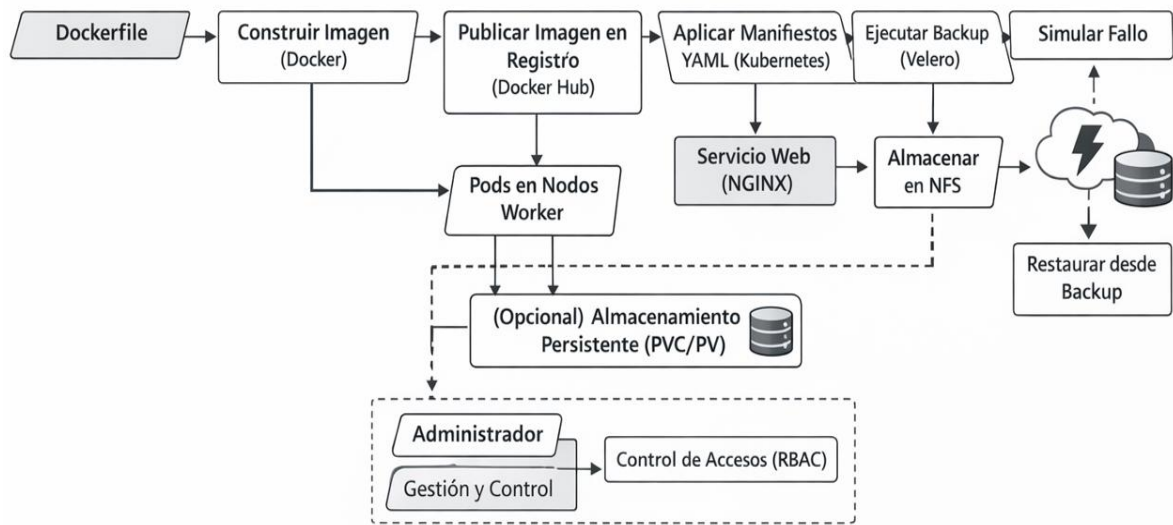 Dockerfile
Construir Imagen
(Docker)
Publicar Imagen en
Registro
(Docker Hub)
Aplicar Manifiestos
YAML (Kubernetes)
Ejecutar Backup
(Velero)
Simular Fallo
Servicio Web
(NGINX)
Almacenar
en NFS
Pods en Nodos
Worker
Restaurar desde
Backup
(Opcional) Almacenamiento
Persistente (PVC/PV)
Administrador
Gestión y Control
Control de Accesos (RBAC)